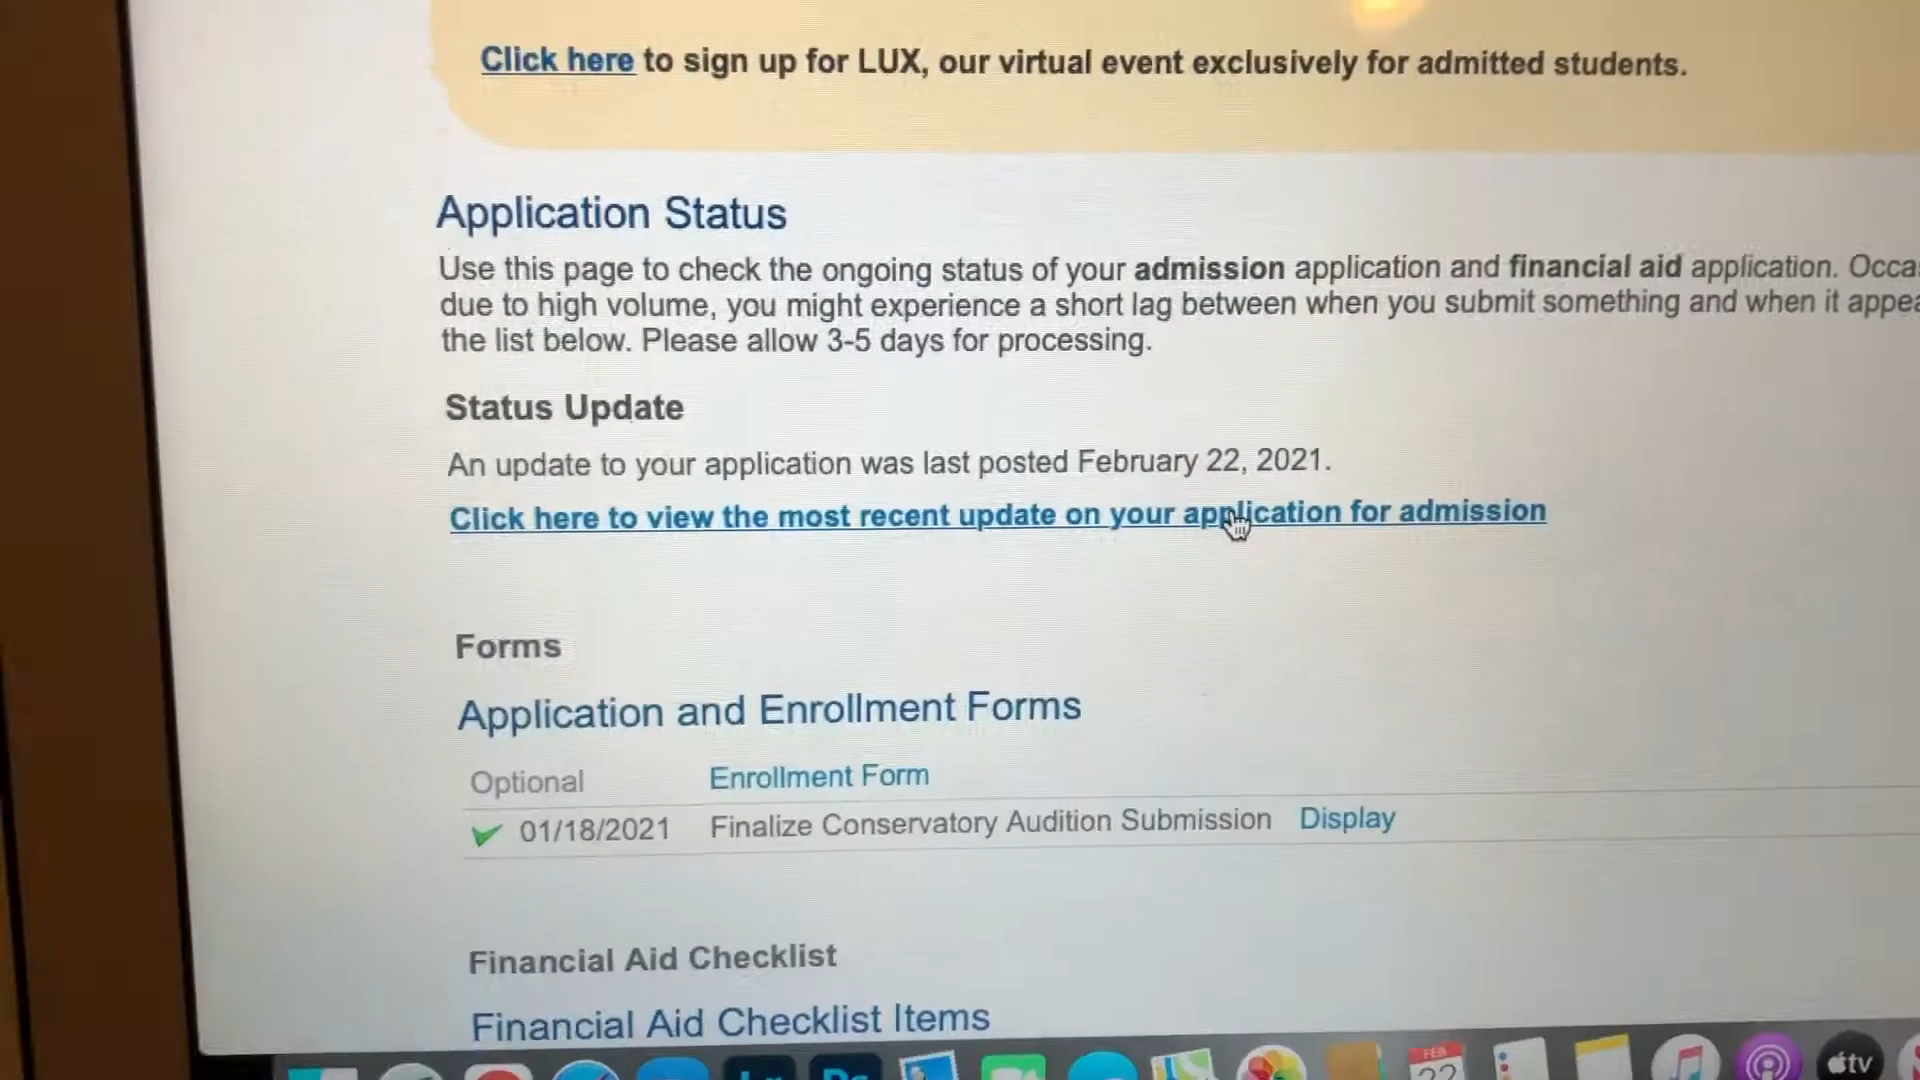 Click here to sign up for LUX, our virtual event exclusively for admitted students.
Application Status
Use this page to check the ongoing status of your admission application and financial aid application.
due to high volume, you might experience a short lag between when you submit something and when it
the list below. Please allow 3-5 days for processing.
Status Update
An update to your application was last posted February 22, 2021.
Click here to view the most recent update on your application for admission
Forms
Application and Enrollment Forms
Optional Enrollment Form
01/18/2021 Finalize Conservatory Audition Submission Display
Financial Aid Checklist
Financial Aid Checklist Items
FEB
22
tv